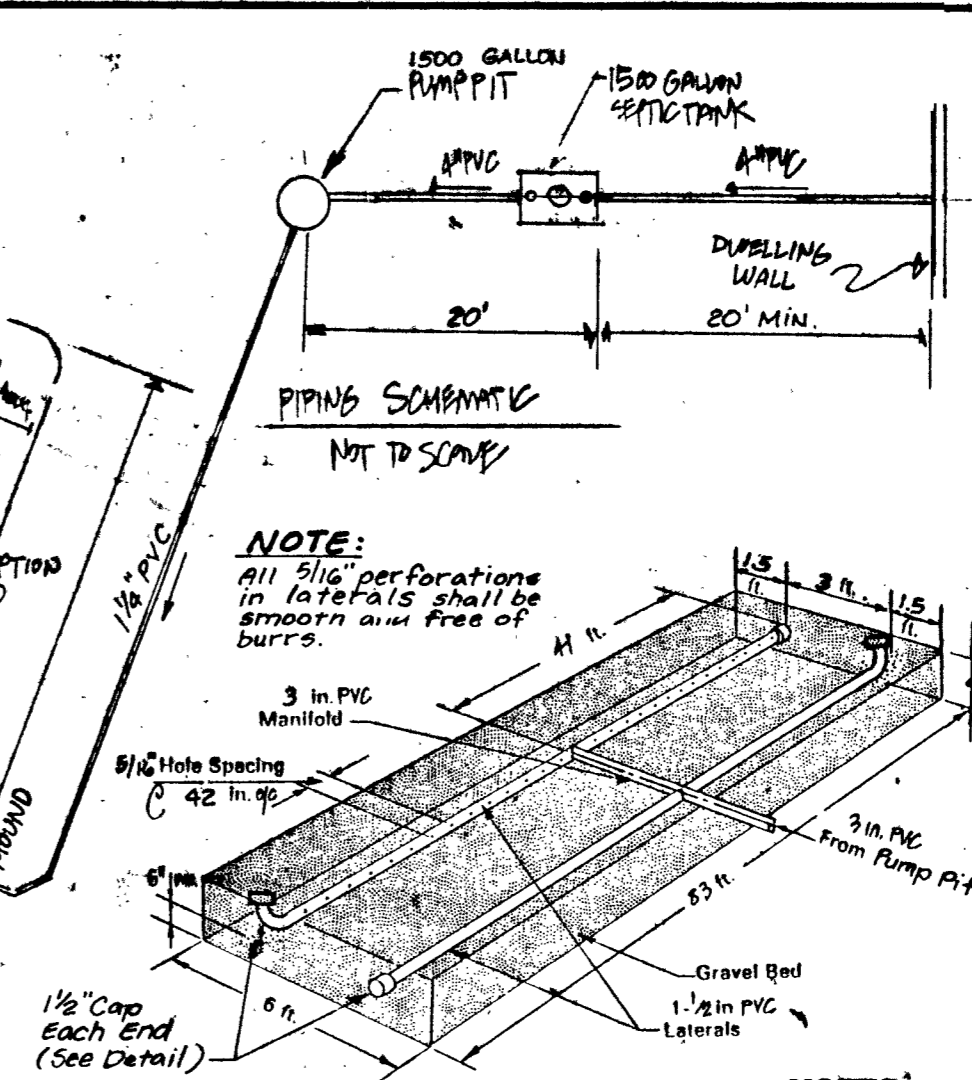 1500 GALLON
PUMP PIT
1500 GALLON
SEPTIC TANK
4" PVC
4" PVC
DWELLING
WALL
20'
20' MIN.
PIPING SCHEMATIC
NOT TO SCALE
PTION
1¼" PVC
MOUND
NOTE:
All 5/16" perforations
in laterals shall be
smooth and free of
burrs.
1.5
ft.
3 ft.
1.5
ft.
41 ft.
3 in. PVC
Manifold
5/16" Hole Spacing
42 in. o/c
3 in. PVC
From Pump Pit
6"
83 ft.
Gravel Bed
6 ft.
1-½ in PVC
Laterals
1½" Cap
Each End
(See Detail)